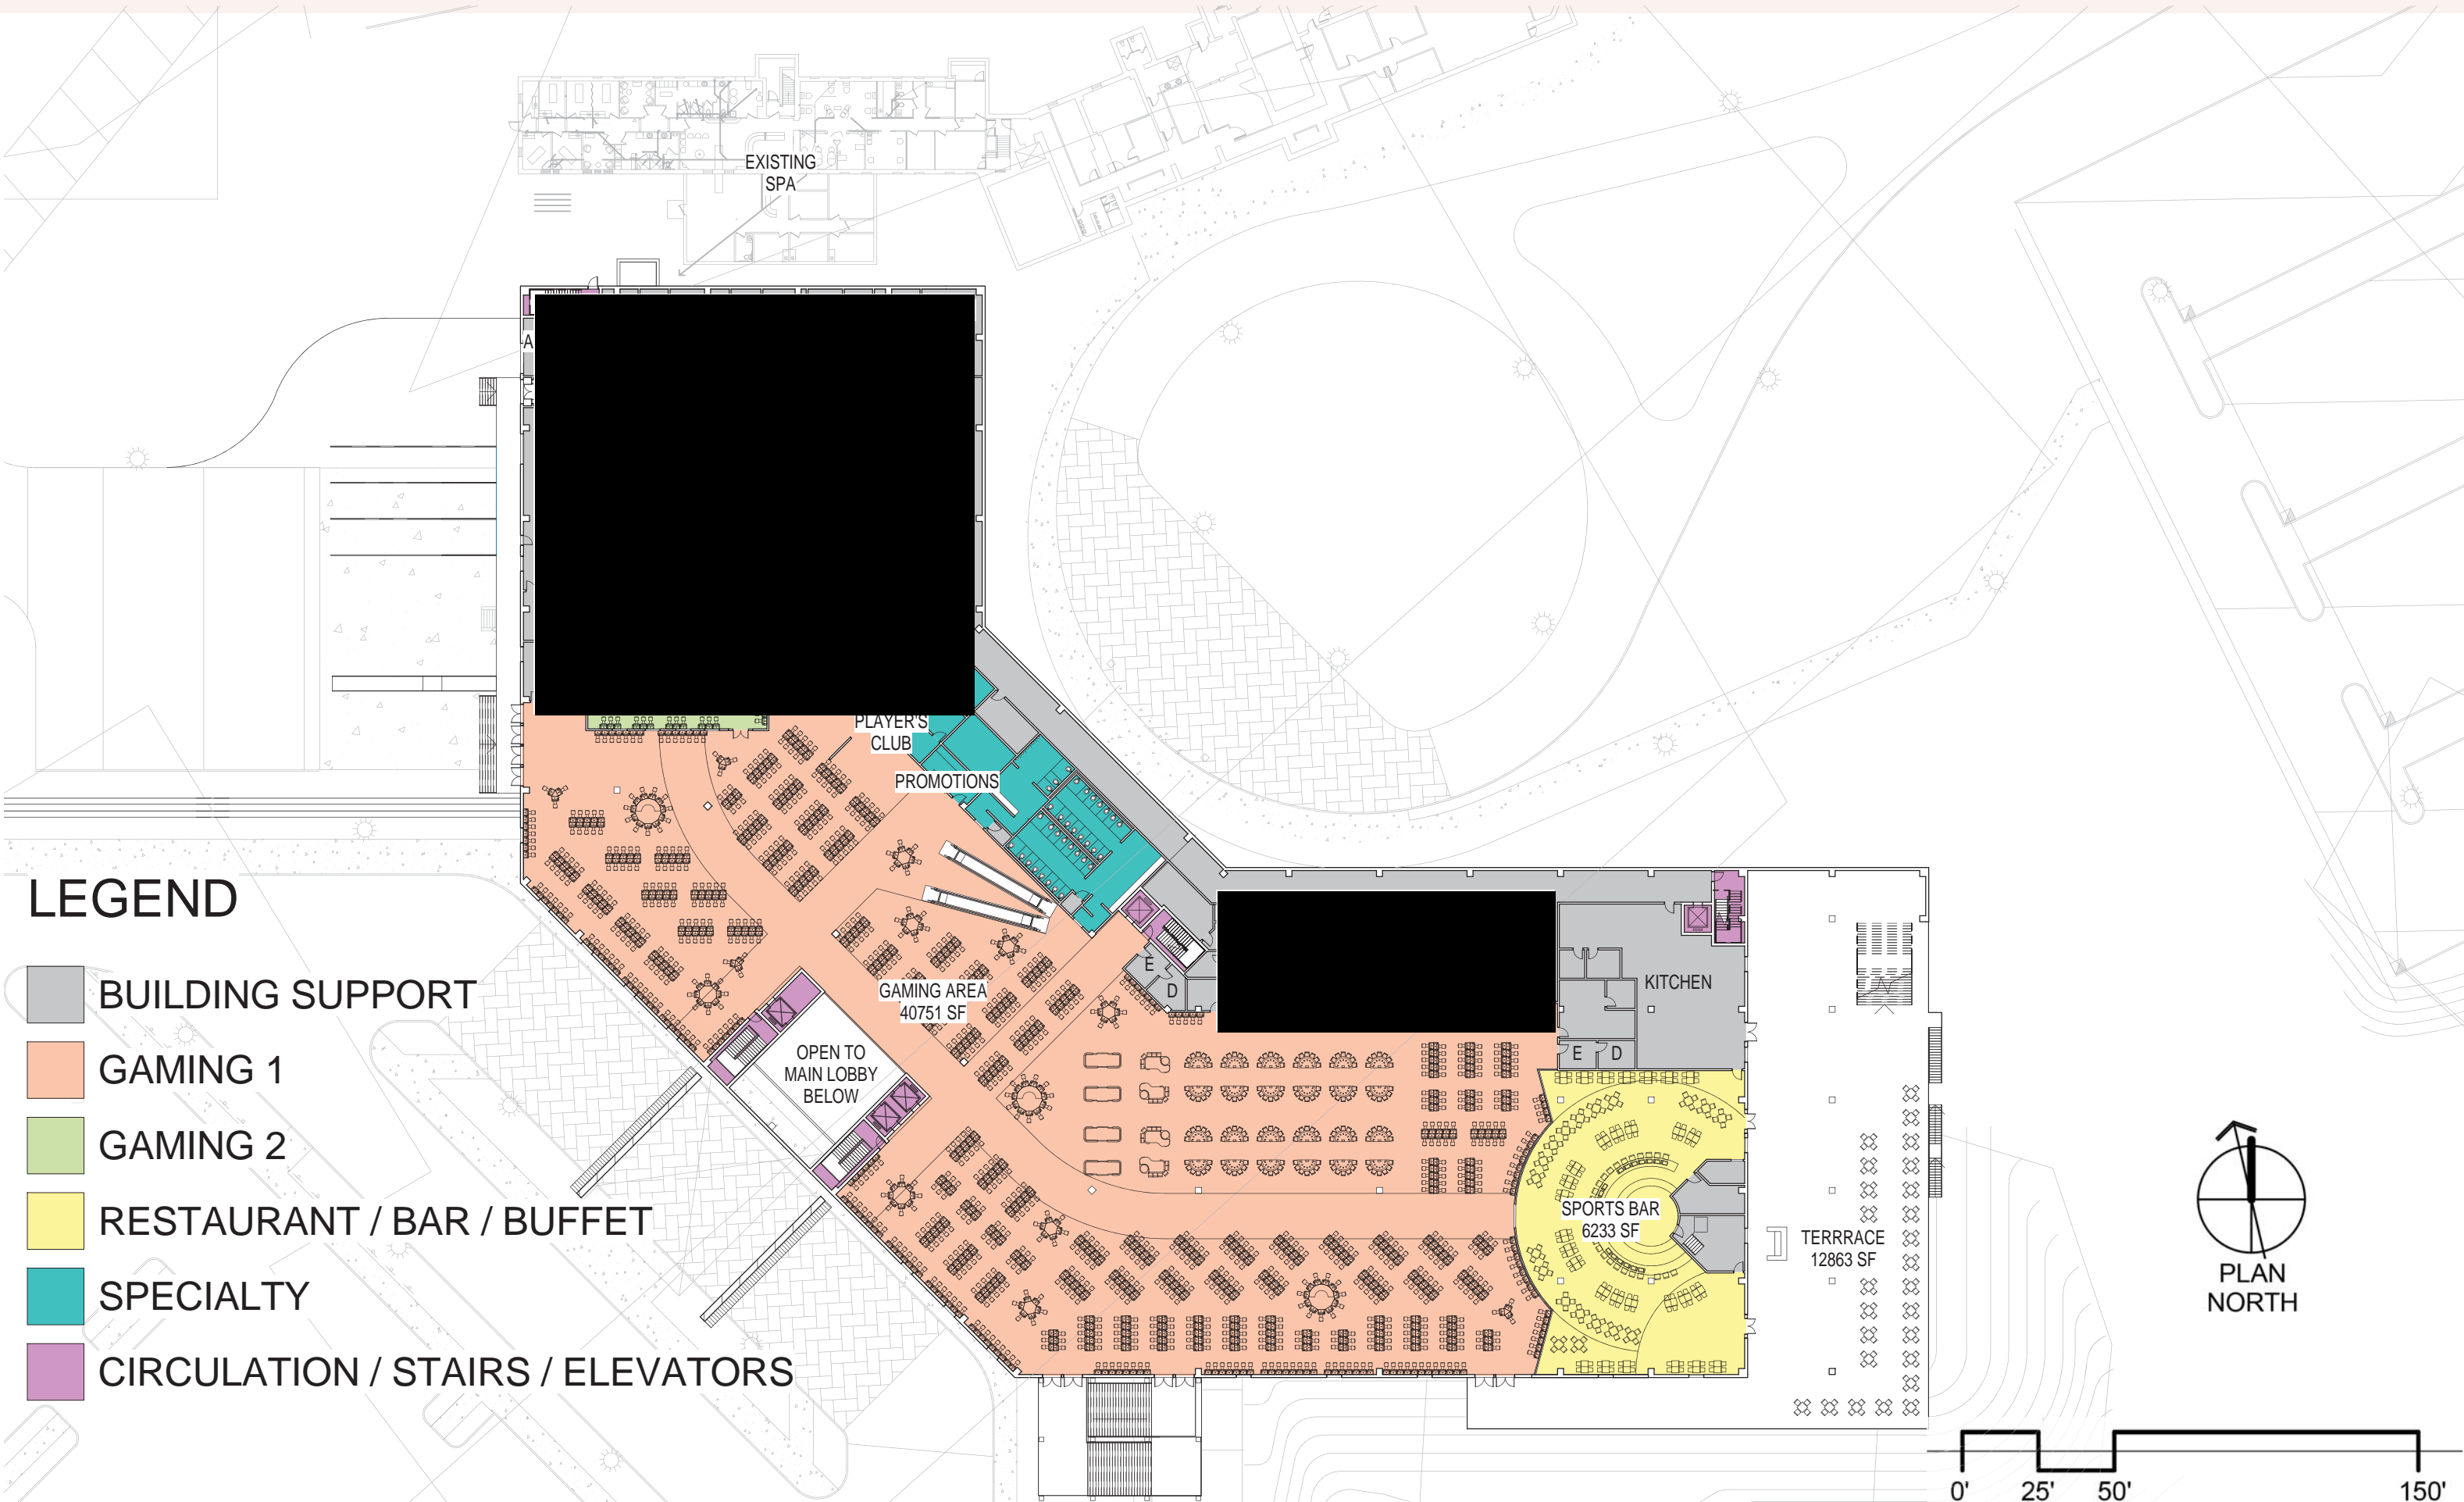 EXISTING
SPA
A
PLAYER'S
CLUB
PROMOTIONS
LEGEND
BUILDING SUPPORT
GAMING 1
GAMING 2
RESTAURANT / BAR / BUFFET
SPECIALTY
CIRCULATION / STAIRS / ELEVATORS
E
D
GAMING AREA
40751 SF
OPEN TO
MAIN LOBBY
BELOW
KITCHEN
E
D
SPORTS BAR
6233 SF
TERRRACE
12863 SF
PLAN
NORTH
0' 25' 50' 150'